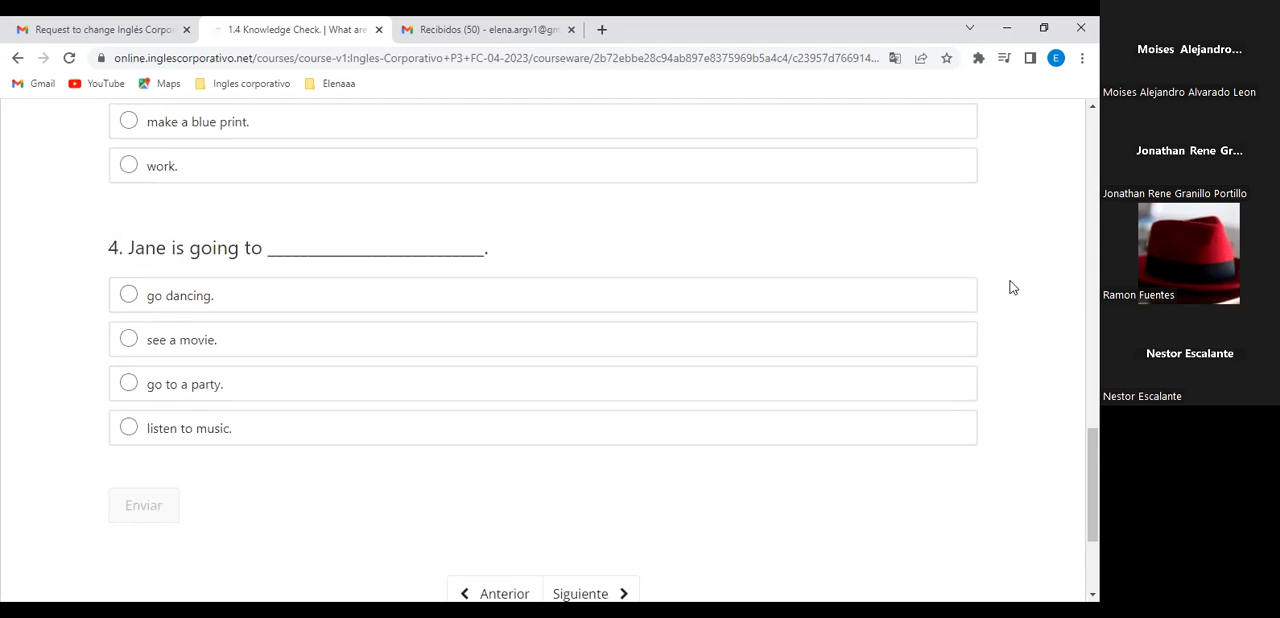 Request to change Inglés Corpo
1.4 Knowledge Check. | What are
Recibidos (50) - elena.argv1@gm
online.inglescorporativo.net/courses/course-v1:Ingles-Corporativo+P3+FC-04-2023/courseware/2b72ebbe28c94ab897e8375969b5a4c4/c23957d766914...
E
Gmail
YouTube
Maps
Ingles corporativo
Elenaaa
make a blue print.
work.
4. Jane is going to __________________________.
go dancing.
see a movie.
go to a party.
listen to music.
Enviar
Anterior
Siguiente
Moises Alejandro...
Moises Alejandro Alvarado Leon
Jonathan Rene Gr...
Jonathan Rene Granillo Portillo
Ramon Fuentes
Nestor Escalante
Nestor Escalante